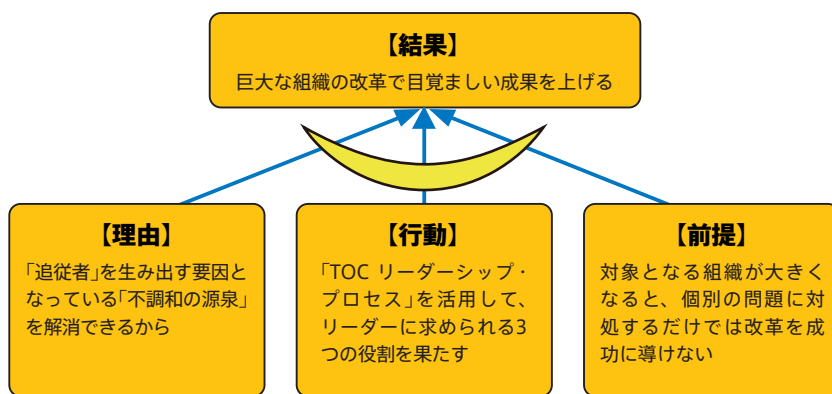 【結果】
巨大な組織の改革で目覚ましい成果を上げる
【理由】
「追従者」を生み出す要因と
なっている「不調和の源泉」
を解消できるから
【行動】
「TOC リーダーシップ・
プロセス」を活用して、
リーダーに求められる3
つの役割を果たす
【前提】
対象となる組織が大きく
なると、個別の問題に対
処するだけでは改革を成
功に導けない